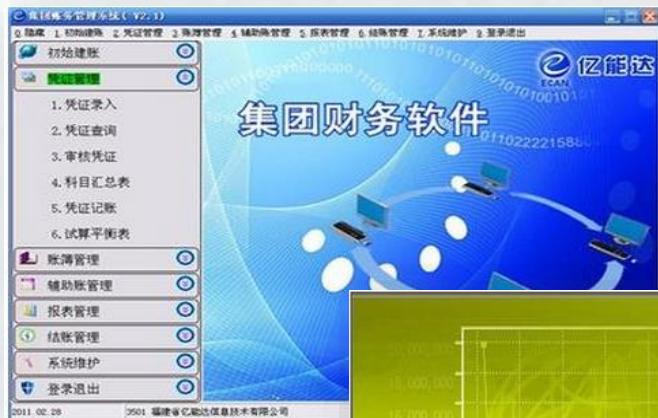 集团账务管理系统( V2.1)
0.隐藏 1.初始建账 2.凭证管理 3.账簿管理 4.辅助账管理 5.报表管理 6.结账管理 7.系统维护 9.登录退出
初始建账
凭证管理
1.凭证录入
2.凭证查询
3.审核凭证
4.科目汇总表
5.凭证记账
6.试算平衡表
账簿管理
辅助账管理
报表管理
结账管理
系统维护
登录退出
亿能达
ECAN
集团财务软件
2011.02.28 3501 福建省亿能达信息技术有限公司